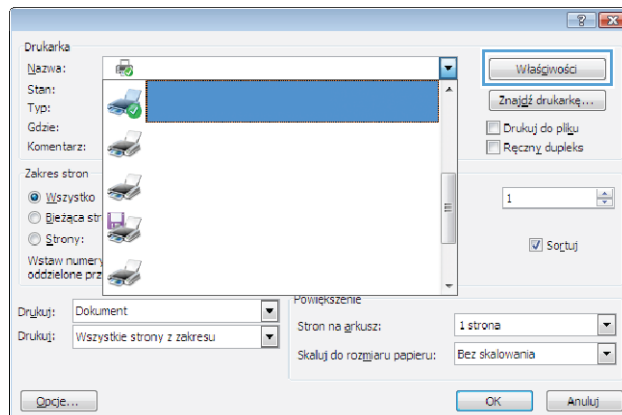 Drukarka
Nazwa:
Właściwości
Stan:
Typ:
Znajdź drukarkę...
Gdzie:
Drukuj do pliku
Komentarz:
Ręczny dupleks
Zakres stron
Wszystko
1
Bieżąca str
Strony:
Sortuj
Wstaw numery
oddzielone prz
Powiększenie
Drukuj: Dokument
Stron na arkusz: 1 strona
Drukuj: Wszystkie strony z zakresu
Skaluj do rozmiaru papieru: Bez skalowania
Opcje...
OK
Anuluj